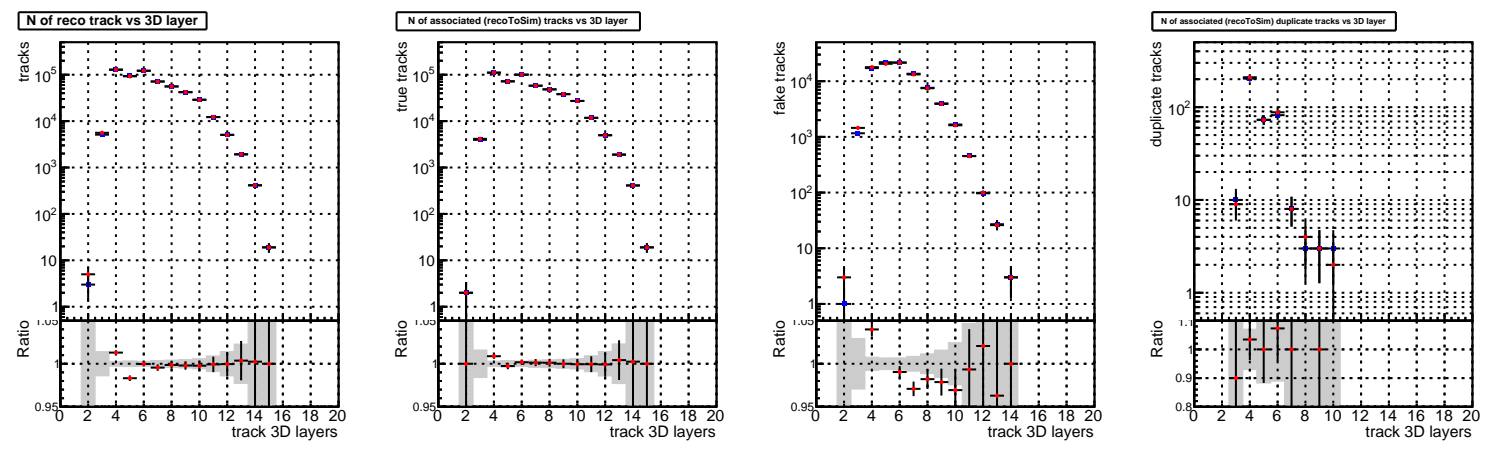 N of reco track vs 3D layer
tracks
10^5
10^4
10^3
10^2
10
1
Ratio
1.05
1
0.95
0 2 4 6 8 10 12 14 16 18 20
track 3D layers
N of associated (recoToSim) tracks vs 3D layer
true tracks
10^5
10^4
10^3
10^2
10
1
Ratio
1.05
1
0.95
0 2 4 6 8 10 12 14 16 18 20
track 3D layers
fake tracks
10^4
10^3
10^2
10
1
Ratio
1.05
1
0.95
0 2 4 6 8 10 12 14 16 18 20
track 3D layers
N of associated (recoToSim) duplicate tracks vs 3D layer
duplicate tracks
10^2
10
1
Ratio
1.1
1
0.9
0.8
0 2 4 6 8 10 12 14 16 18 20
track 3D layers